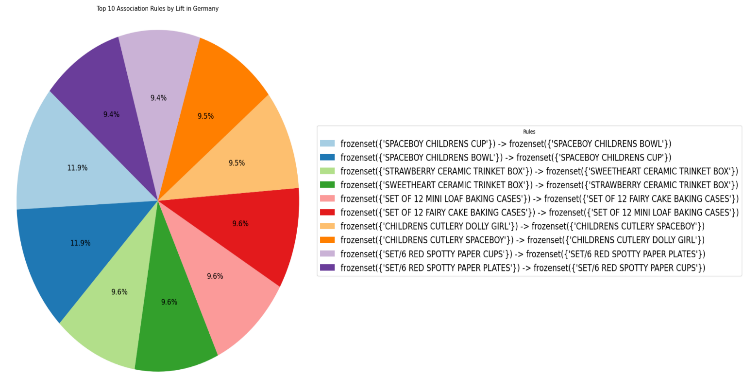 Top 10 Association Rules by Lift in Germany
9.4%
9.4%
9.5%
11.9%
9.5%
9.6%
11.9%
9.6%
9.6%
9.6%
Rules
frozenset({'SPACEBOY CHILDRENS CUP'}) -> frozenset({'SPACEBOY CHILDRENS BOWL'})
frozenset({'SPACEBOY CHILDRENS BOWL'}) -> frozenset({'SPACEBOY CHILDRENS CUP'})
frozenset({'STRAWBERRY CERAMIC TRINKET BOX'}) -> frozenset({'SWEETHEART CERAMIC TRINKET BOX'})
frozenset({'SWEETHEART CERAMIC TRINKET BOX'}) -> frozenset({'STRAWBERRY CERAMIC TRINKET BOX'})
frozenset({'SET OF 12 MINI LOAF BAKING CASES'}) -> frozenset({'SET OF 12 FAIRY CAKE BAKING CASES'})
frozenset({'SET OF 12 FAIRY CAKE BAKING CASES'}) -> frozenset({'SET OF 12 MINI LOAF BAKING CASES'})
frozenset({'CHILDRENS CUTLERY DOLLY GIRL'}) -> frozenset({'CHILDRENS CUTLERY SPACEBOY'})
frozenset({'CHILDRENS CUTLERY SPACEBOY'}) -> frozenset({'CHILDRENS CUTLERY DOLLY GIRL'})
frozenset({'SET/6 RED SPOTTY PAPER CUPS'}) -> frozenset({'SET/6 RED SPOTTY PAPER PLATES'})
frozenset({'SET/6 RED SPOTTY PAPER PLATES'}) -> frozenset({'SET/6 RED SPOTTY PAPER CUPS'})